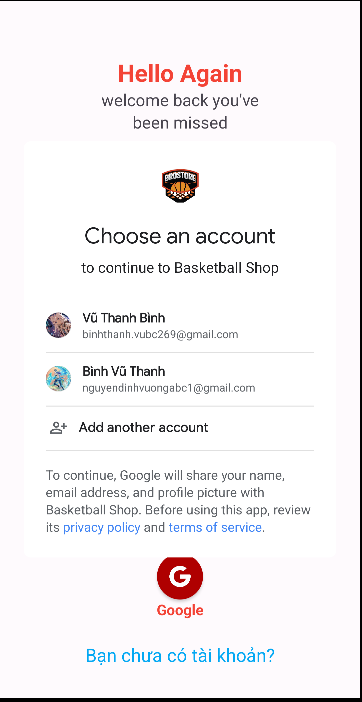 Hello Again
welcome back you've
been missed
BIRDSTORE
Choose an account
to continue to Basketball Shop
Vũ Thanh Bình
binhthanh.vubc269@gmail.com
Bình Vũ Thanh
nguyendinhvuongabc1@gmail.com
Add another account
To continue, Google will share your name,
email address, and profile picture with
Basketball Shop. Before using this app, review
its privacy policy and terms of service.
G
Google
Bạn chưa có tài khoản?